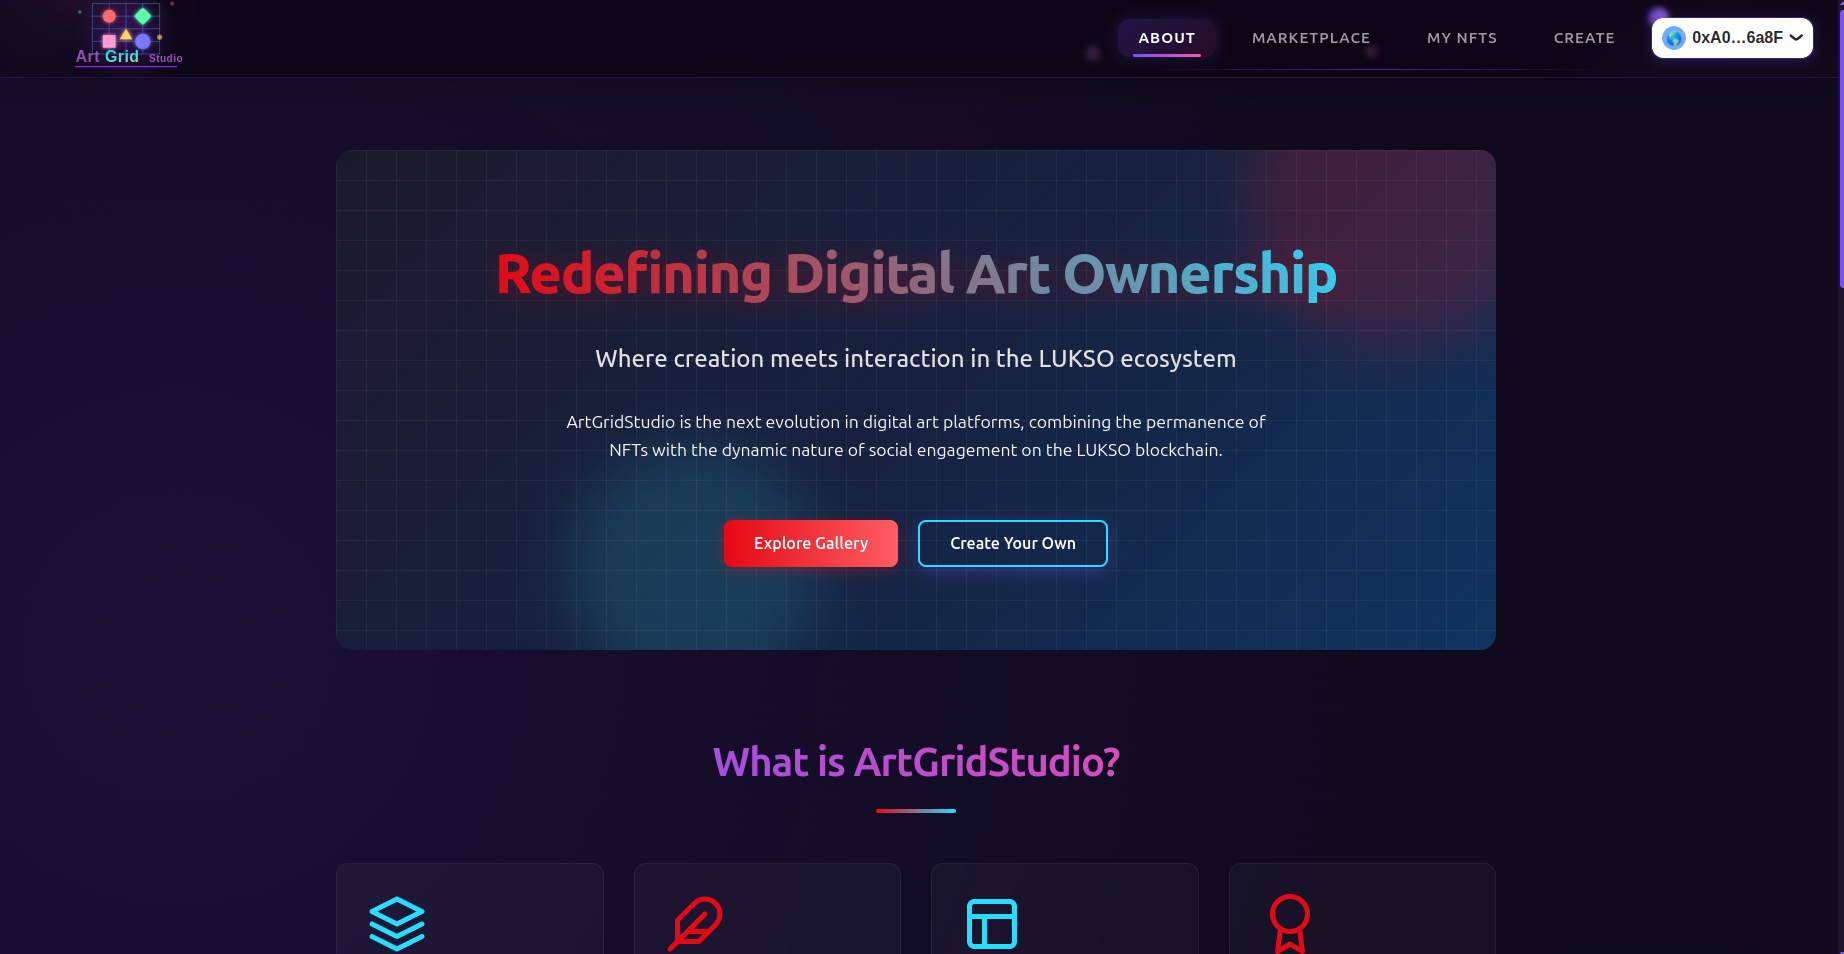 Art Grid Studio
ABOUT
MARKETPLACE
MY NFTS
CREATE
0xA0...6a8F
Redefining Digital Art Ownership
Where creation meets interaction in the LUKSO ecosystem
ArtGridStudio is the next evolution in digital art platforms, combining the permanence of
NFTs with the dynamic nature of social engagement on the LUKSO blockchain.
Explore Gallery
Create Your Own
What is ArtGridStudio?